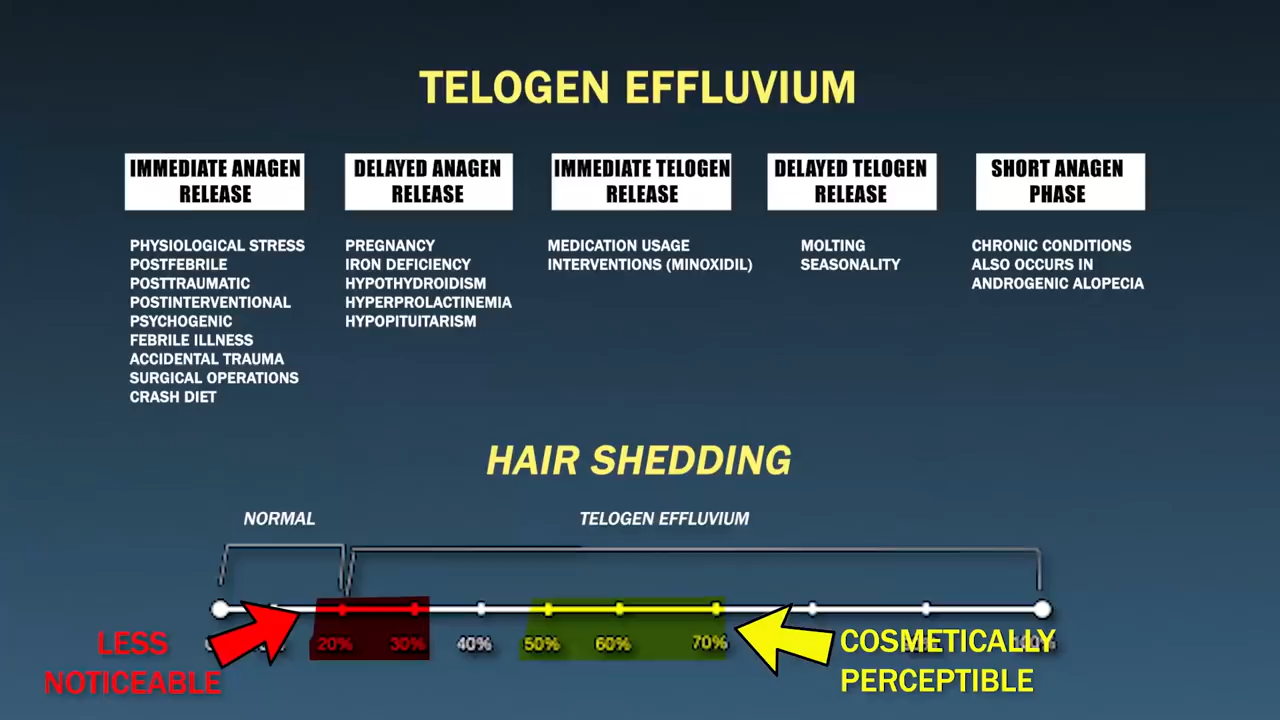 TELOGEN EFFLUVIUM
IMMEDIATE ANAGEN
RELEASE
PHYSIOLOGICAL STRESS
POSTFEBRILE
POSTTRAUMATIC
POSTINTERVENTIONAL
PSYCHOGENIC
FEBRILE ILLNESS
ACCIDENTAL TRAUMA
SURGICAL OPERATIONS
CRASH DIET
DELAYED ANAGEN
RELEASE
PREGNANCY
IRON DEFICIENCY
HYPOTHYDROIDISM
HYPERPROLACTINEMIA
HYPOPITUITARISM
IMMEDIATE TELOGEN
RELEASE
MEDICATION USAGE
INTERVENTIONS (MINOXIDIL)
DELAYED TELOGEN
RELEASE
MOLTING
SEASONALITY
SHORT ANAGEN
PHASE
CHRONIC CONDITIONS
ALSO OCCURS IN
ANDROGENIC ALOPECIA
HAIR SHEDDING
NORMAL
TELOGEN EFFLUVIUM
20% 30% 40% 50% 60% 70%
LESS
NOTICEABLE
COSMETICALLY
PERCEPTIBLE